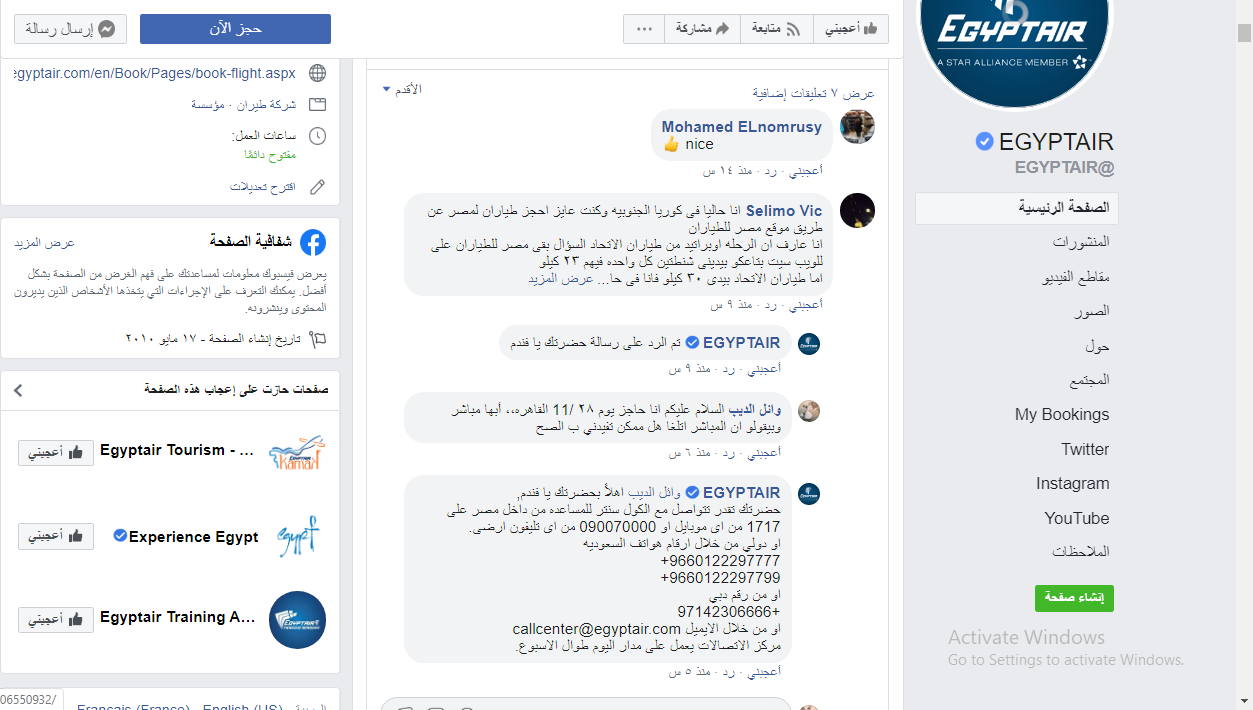 أعجبني
متابعة
مشاركة
حجز الآن
إرسال رسالة
EGYPTAIR
A STAR ALLIANCE MEMBER
EGYPTAIR
@EGYPTAIR
الصفحة الرئيسية
المنشورات
مقاطع الفيديو
الصور
حول
المجتمع
My Bookings
Twitter
Instagram
YouTube
الملاحظات
إنشاء صفحة
Activate Windows
Go to Settings to activate Windows.
عرض ٧ تعليقات إضافية
الأقدم
Mohamed ELnomrusy
👍 nice
أعجبني · رد · منذ ١٤ س
Selimo Vic انا حاليا فى كوريا الجنوبيه وكنت عايز احجز طياران لمصر عن
طريق موقع مصر للطياران
انا عارف ان الرحله اوبراتيد من طياران الاتحاد السؤال بقى مصر للطياران على
للويب سيت بتاعكو بيدينى شنطتين كل واحده فيهم ٢٣ كيلو
اما طياران الاتحاد بيدى ٣٠ كيلو فانا فى حا... عرض المزيد
أعجبني · رد · منذ ٩ س
EGYPTAIR تم الرد على رسالة حضرتك يا فندم
أعجبني · رد · منذ ٩ س
وائل الديب السلام عليكم انا حاجز يوم ٢٨ /11 القاهره،، أبها مباشر
وبيقولو ان المباشر اتلغا هل ممكن تفيدني ب الصح
أعجبني · رد · منذ ٦ س
EGYPTAIR وائل الديب اهلاً بحضرتك يا فندم,
حضرتك تقدر تتواصل مع الكول سنتر للمساعده من داخل مصر على
1717 من اى موبايل او 090070000 من اى تليفون ارضى.
او دولي من خلال ارقام هواتف السعوديه
+9660122297777
+9660122297799
او من رقم دبي
97142306666+
او من خلال الايميل callcenter@egyptair.com
مركز الاتصالات يعمل على مدار اليوم طوال الاسبوع.
أعجبني · رد · منذ ٥ س
egyptair.com/en/Book/Pages/book-flight.aspx
شركة طيران · مؤسسة
ساعات العمل:
مفتوح دائمًا
اقترح تعديلات
شفافية الصفحة
عرض المزيد
يعرض فيسبوك معلومات لمساعدتك على فهم الغرض من الصفحة بشكل
أفضل. يمكنك التعرف على الإجراءات التي يتخذها الأشخاص الذين يديرون
المحتوى وينشرونه.
تاريخ إنشاء الصفحة - ١٧ مايو ٢٠١٠
صفحات حازت على إعجاب هذه الصفحة
Egyptair Tourism - ...
أعجبني
Experience Egypt
أعجبني
Egyptair Training A...
أعجبني
06550932/
العربية · English (US) · Français (France)